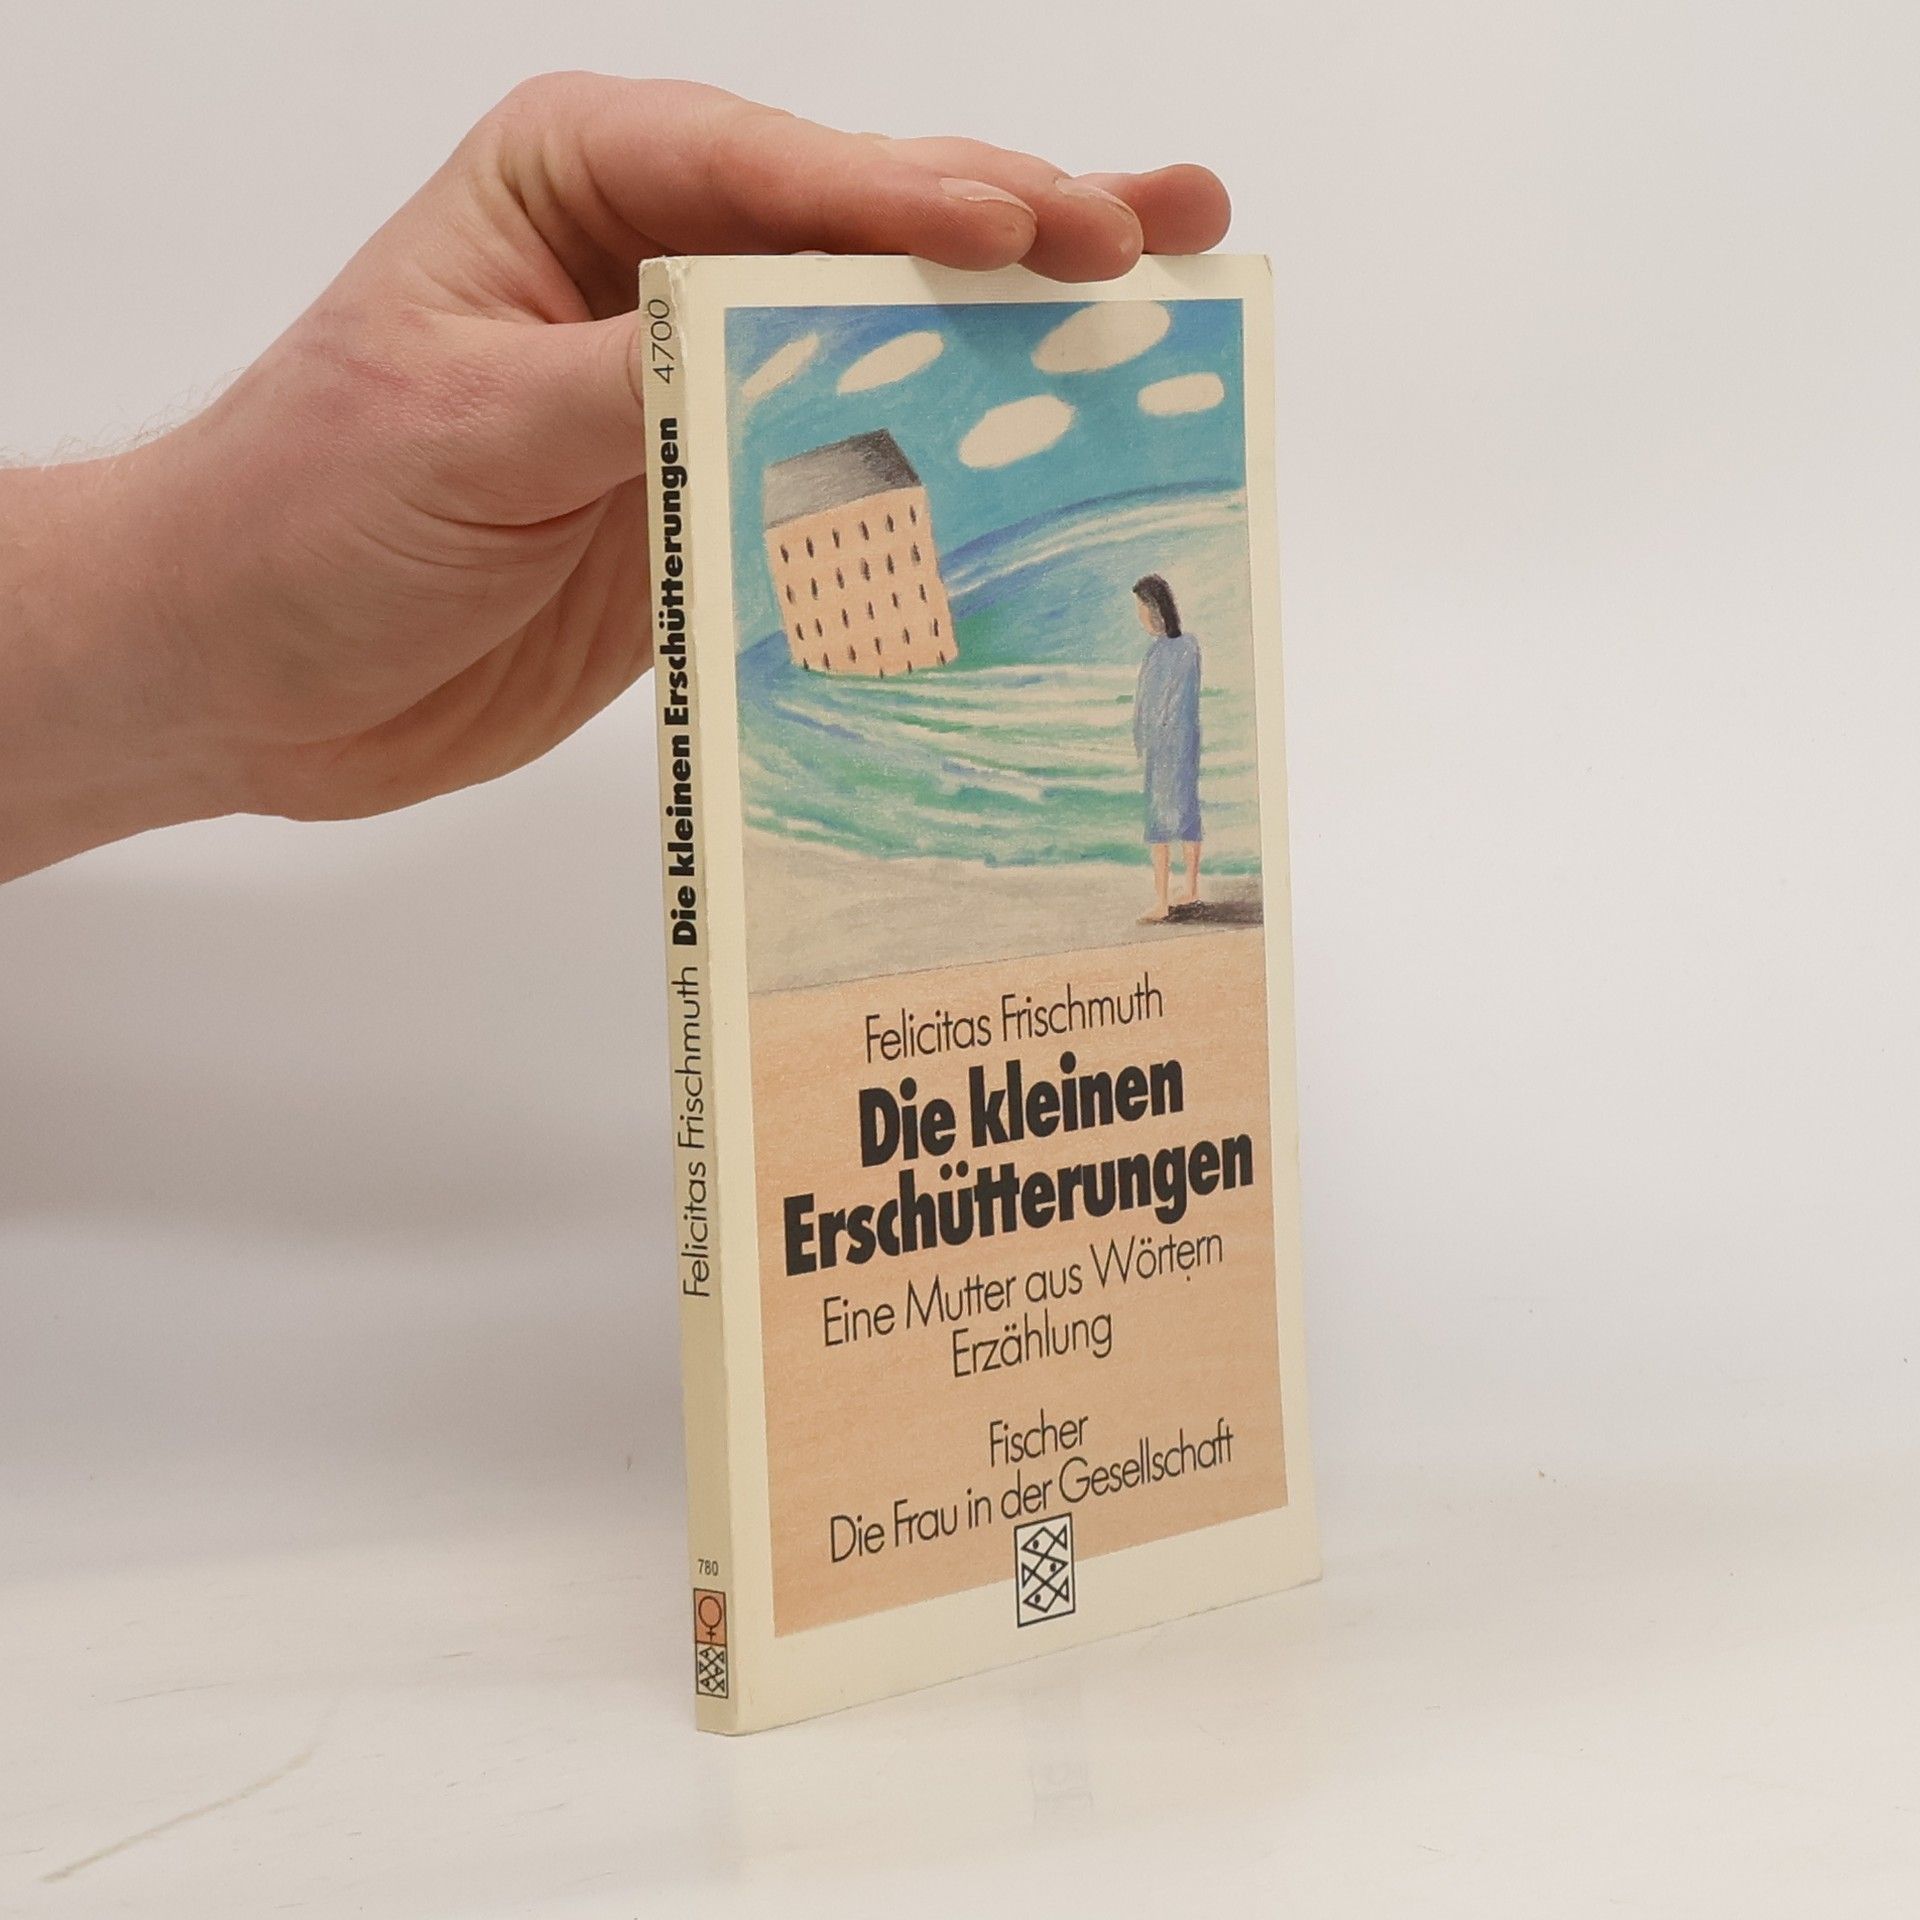 Felicitas Frischmuth Die kleinen Erschütterungen 4700
780
Felicitas Frischmuth
Die kleinen
Erschütterungen
Eine Mutter aus Wörtern
Erzählung
Fischer
Die Frau in der Gesellschaft